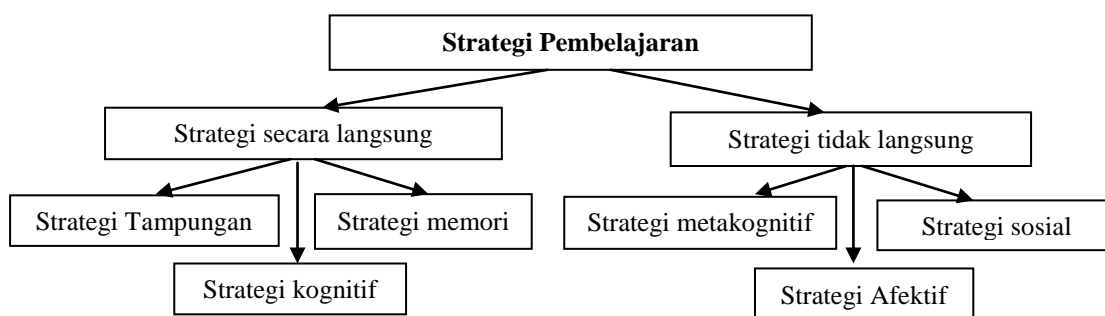 Strategi Pembelajaran
Strategi secara langsung
Strategi tidak langsung
Strategi Tampungan
Strategi memori
Strategi kognitif
Strategi metakognitif
Strategi sosial
Strategi Afektif